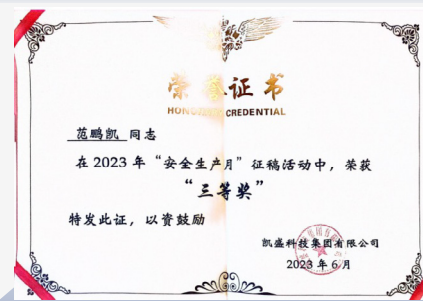 荣誉证书
CREDENTIAL
范鹏凯 同志
在 2023 年“安全生产月”征稿活动中，荣获
“三等奖”
特发此证，以资鼓励
凯盛科技集团有限公司
2023 年 6 月